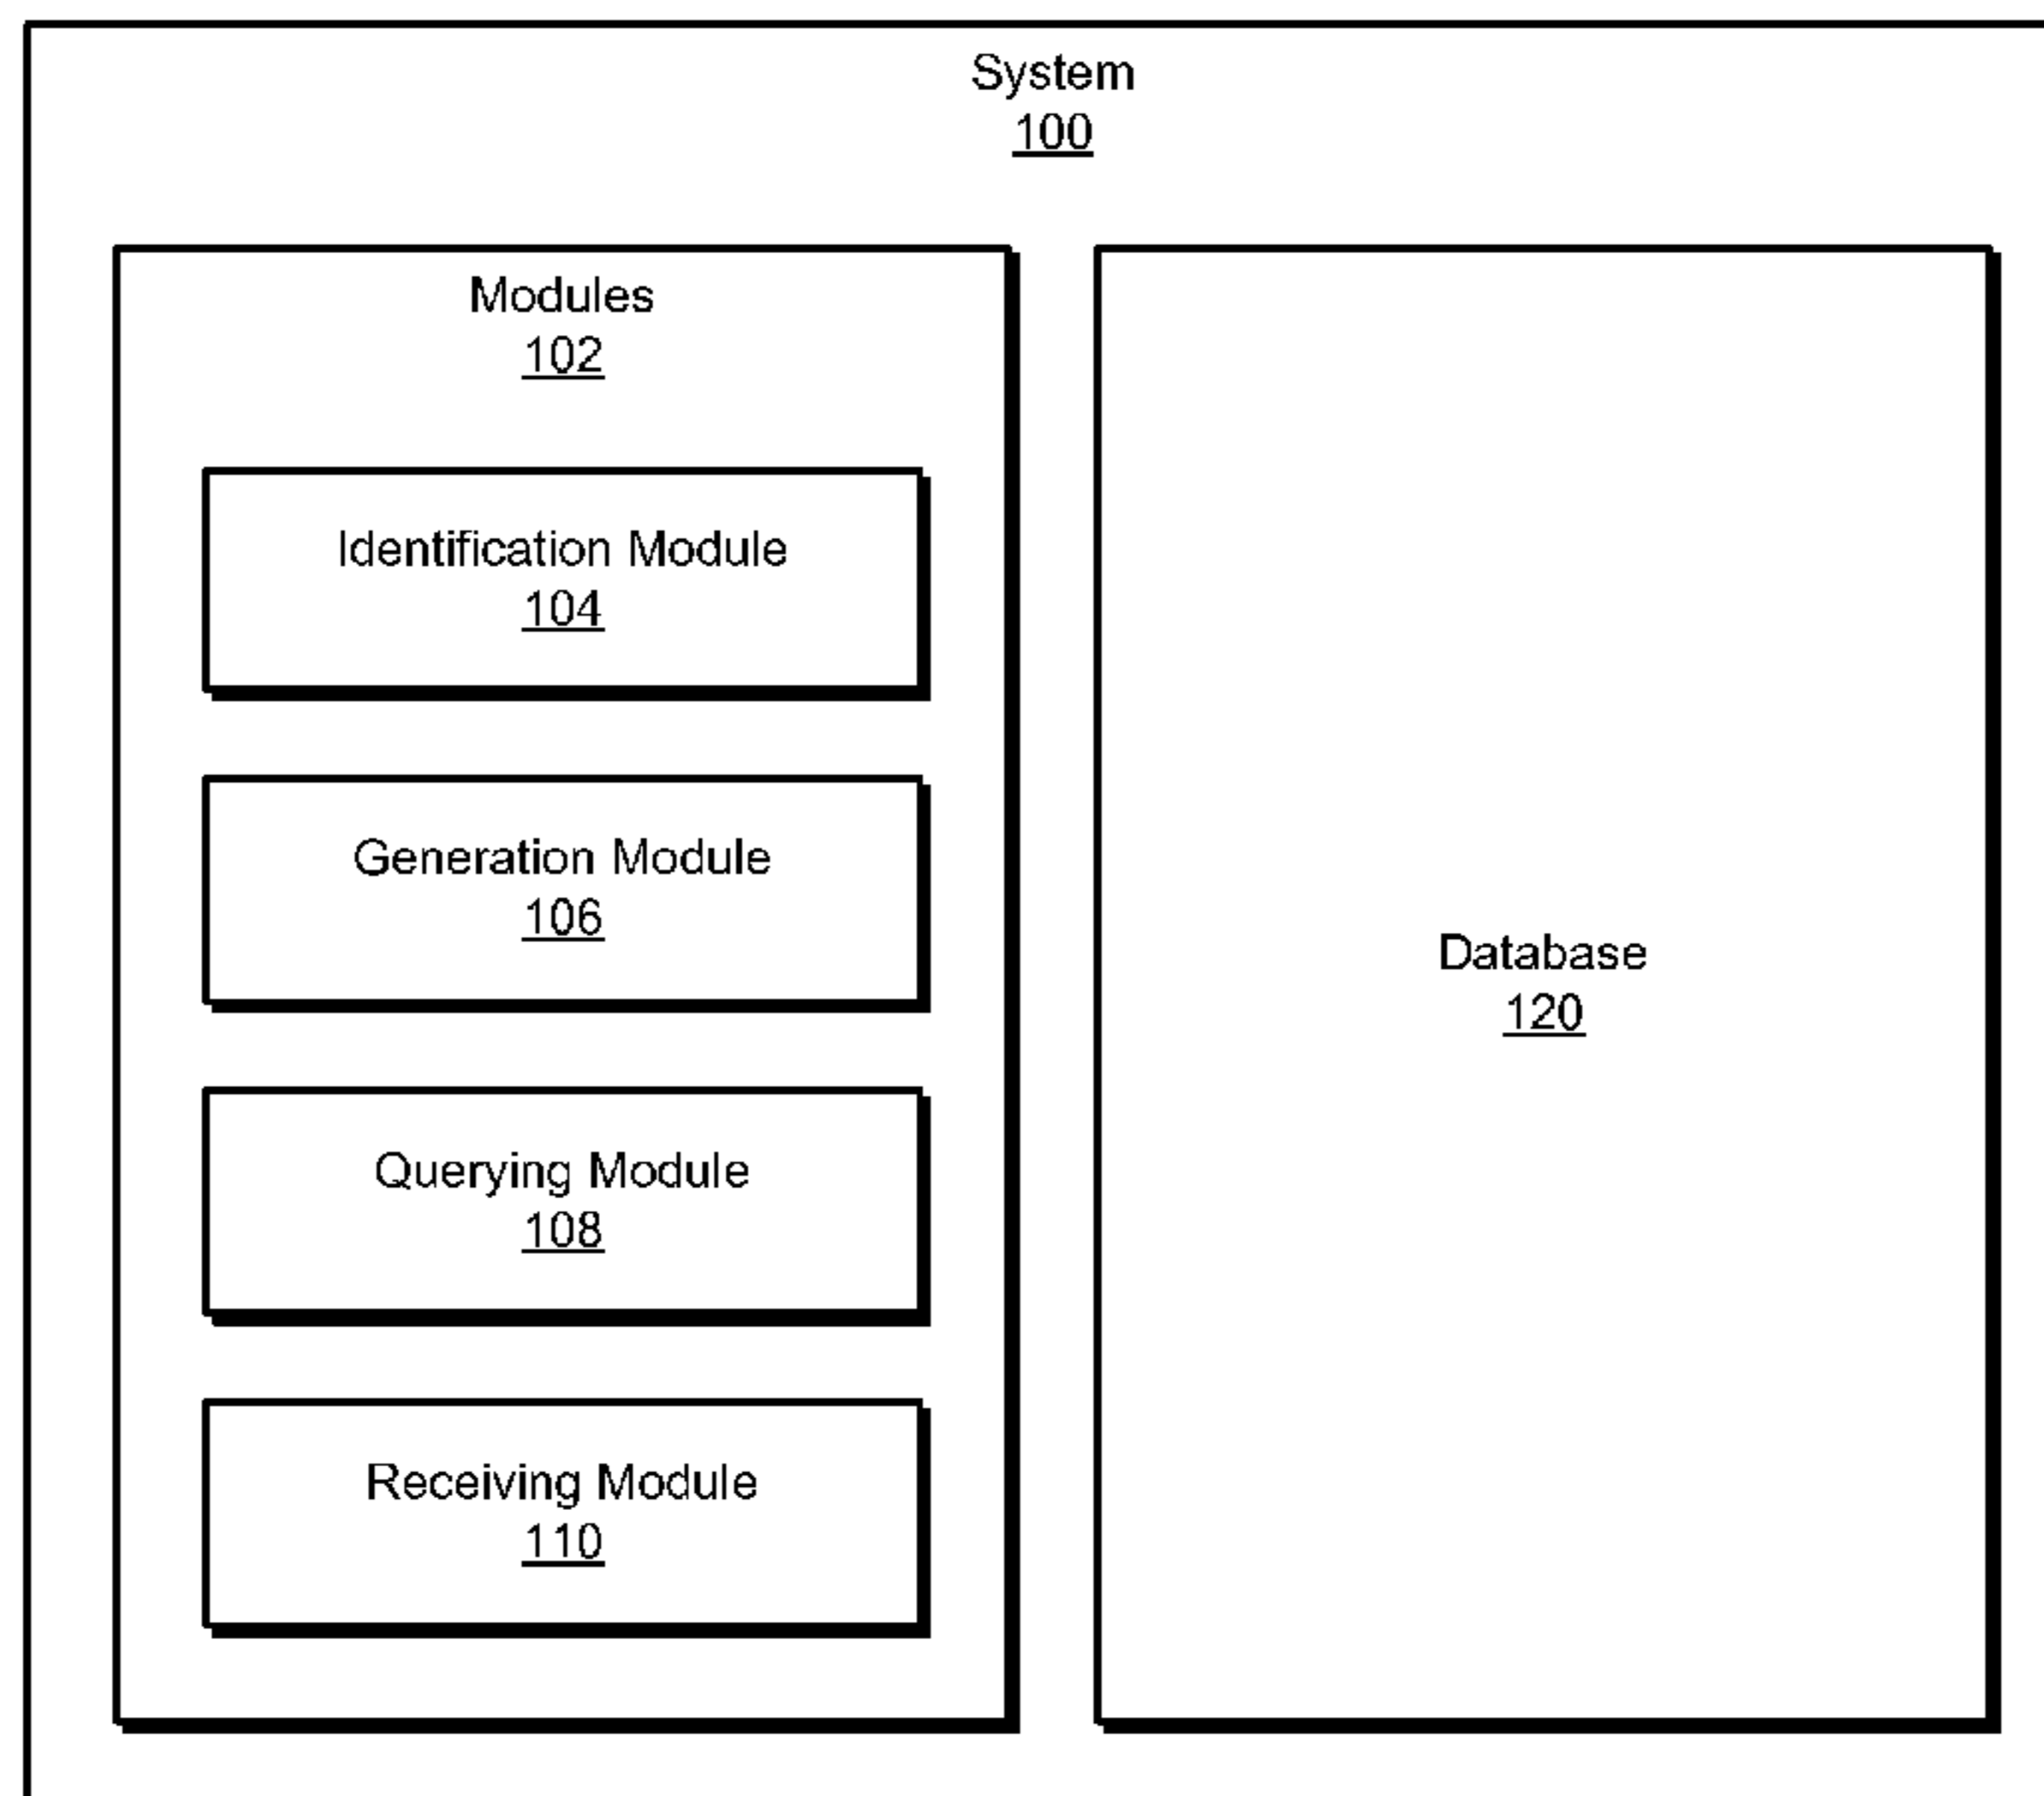 System
100
Modules
102
Identification Module
104
Generation Module
106
Querying Module
108
Receiving Module
110
Database
120